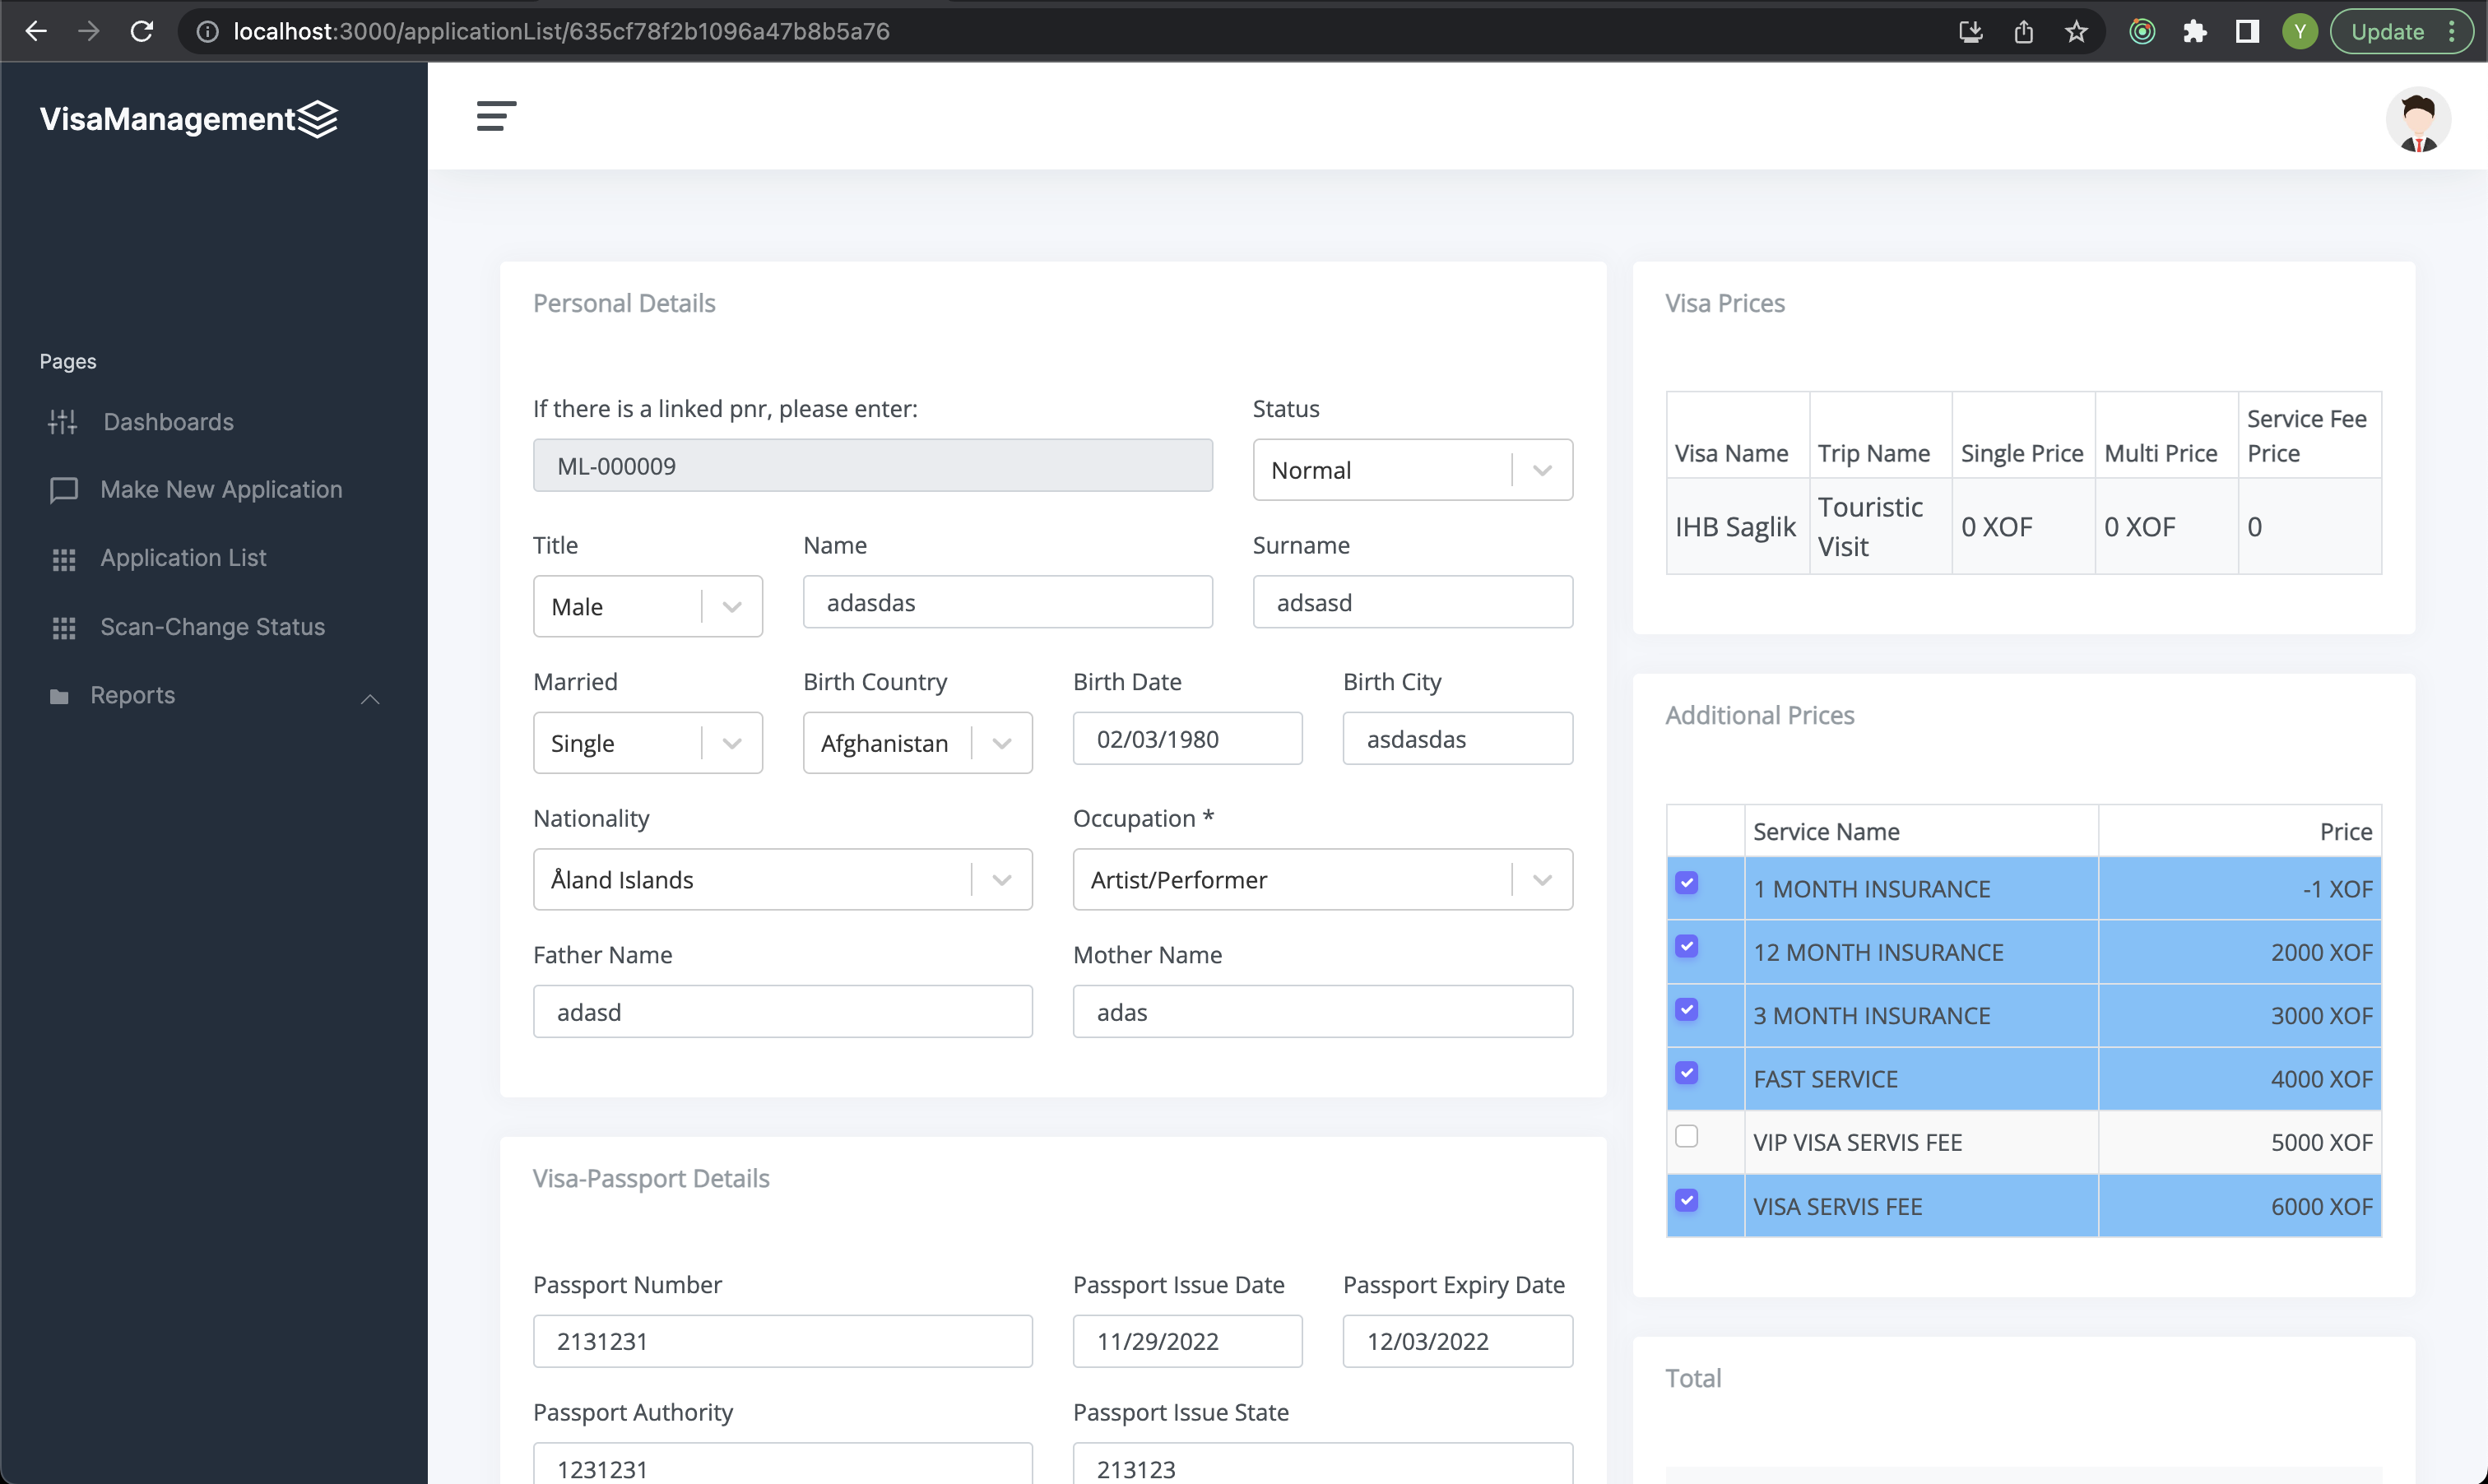 localhost:3000/applicationList/635cf78f2b1096a47b8b5a76
Y
Update
VisaManagement
Pages
Dashboards
Make New Application
Application List
Scan-Change Status
Reports
Personal Details
If there is a linked pnr, please enter:
Status
ML-000009
Normal
Title
Name
Surname
Male
adasdas
adsasd
Married
Birth Country
Birth Date
Birth City
Single
Afghanistan
02/03/1980
asdasdas
Nationality
Occupation *
Åland Islands
Artist/Performer
Father Name
Mother Name
adasd
adas
Visa-Passport Details
Passport Number
Passport Issue Date
Passport Expiry Date
2131231
11/29/2022
12/03/2022
Passport Authority
Passport Issue State
1231231
213123
Visa Prices
Visa Name
Trip Name
Single Price
Multi Price
Service Fee
Price
IHB Saglik
Touristic
Visit
0 XOF
0 XOF
0
Additional Prices
Service Name
Price
1 MONTH INSURANCE
-1 XOF
12 MONTH INSURANCE
2000 XOF
3 MONTH INSURANCE
3000 XOF
FAST SERVICE
4000 XOF
VIP VISA SERVIS FEE
5000 XOF
VISA SERVIS FEE
6000 XOF
Total